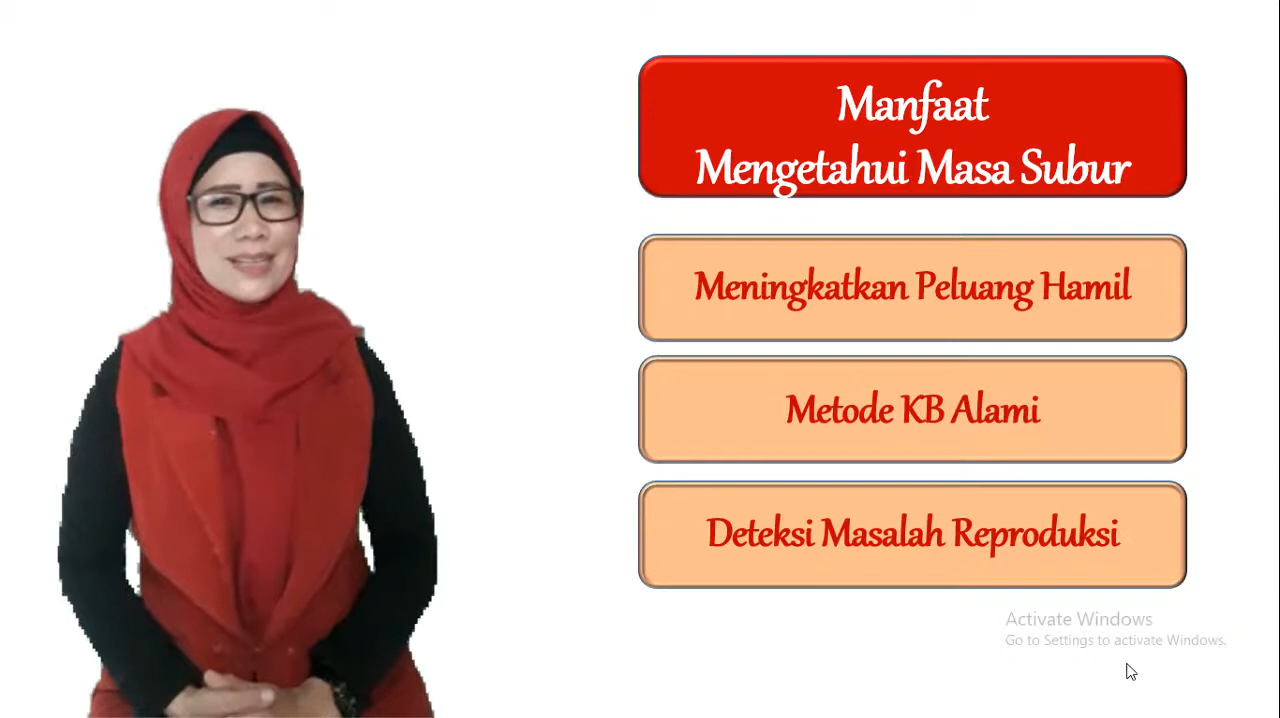 Manfaat
Mengetahui Masa Subur
Meningkatkan Peluang Hamil
Metode KB Alami
Deteksi Masalah Reproduksi
Activate Windows
Go to Settings to activate Windows.